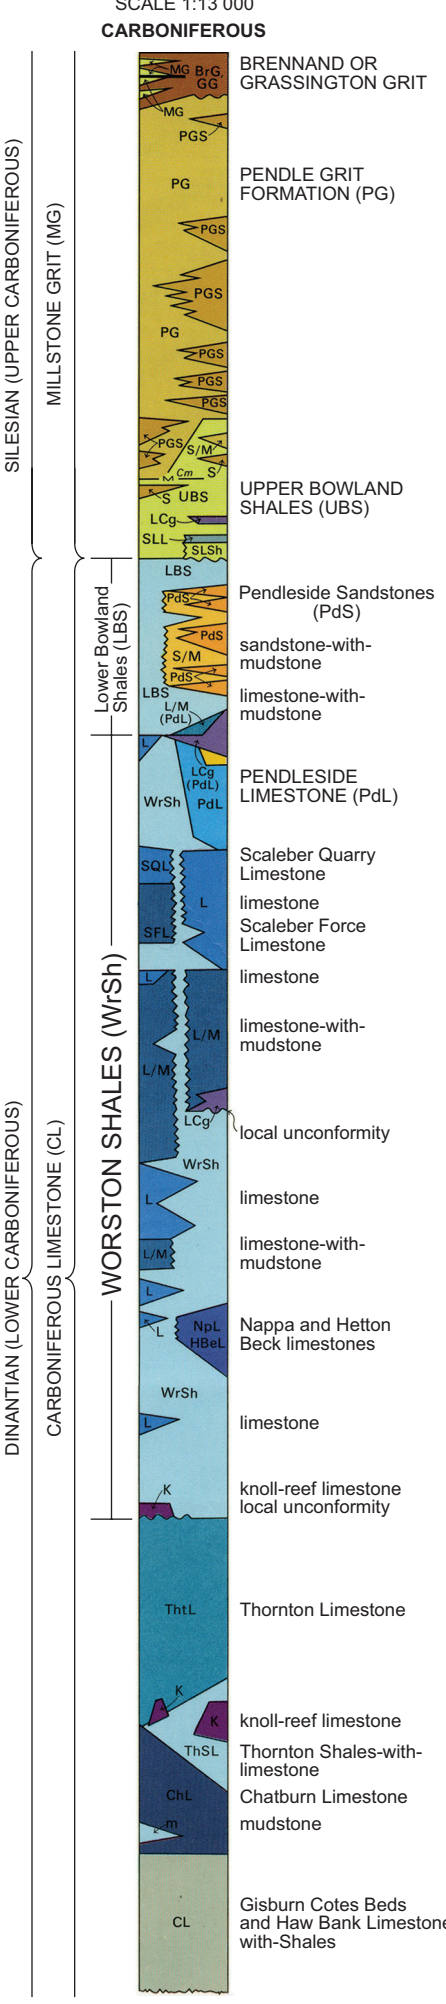 SCALE 1:13 000
CARBONIFEROUS
SILESIAN (UPPER CARBONIFEROUS)
MILLSTONE GRIT (MG)
DINANTIAN (LOWER CARBONIFEROUS)
CARBONIFEROUS LIMESTONE (CL)
Lower Bowland
Shales (LBS)
WORSTON SHALES (WrSh)
MG
BrG,
GG
MG
PGS
PG
PGS
PGS
PG
PGS
PGS
PGS
PGS
S/M
S
M
Cm
S
UBS
LCg
SLL
SLSh
LBS
PdS
PdS
S/M
PdS
LBS
L/M
(PdL)
L
LCg
(PdL)
WrSh
PdL
SQL
L
SFL
L
L/M
L/M
LCg
WrSh
L
L/M
L
L
NpL
HBeL
WrSh
L
K
ThtL
K
K
ThSL
ChL
m
CL
BRENNAND OR
GRASSINGTON GRIT
PENDLE GRIT
FORMATION (PG)
UPPER BOWLAND
SHALES (UBS)
Pendleside Sandstones
(PdS)
sandstone-with-
mudstone
limestone-with-
mudstone
PENDLESIDE
LIMESTONE (PdL)
Scaleber Quarry
Limestone
limestone
Scaleber Force
Limestone
limestone
limestone-with-
mudstone
local unconformity
limestone
limestone-with-
mudstone
Nappa and Hetton
Beck limestones
limestone
knoll-reef limestone
local unconformity
Thornton Limestone
knoll-reef limestone
Thornton Shales-with-
limestone
Chatburn Limestone
mudstone
Gisburn Cotes Beds
and Haw Bank Limestone
with-Shales